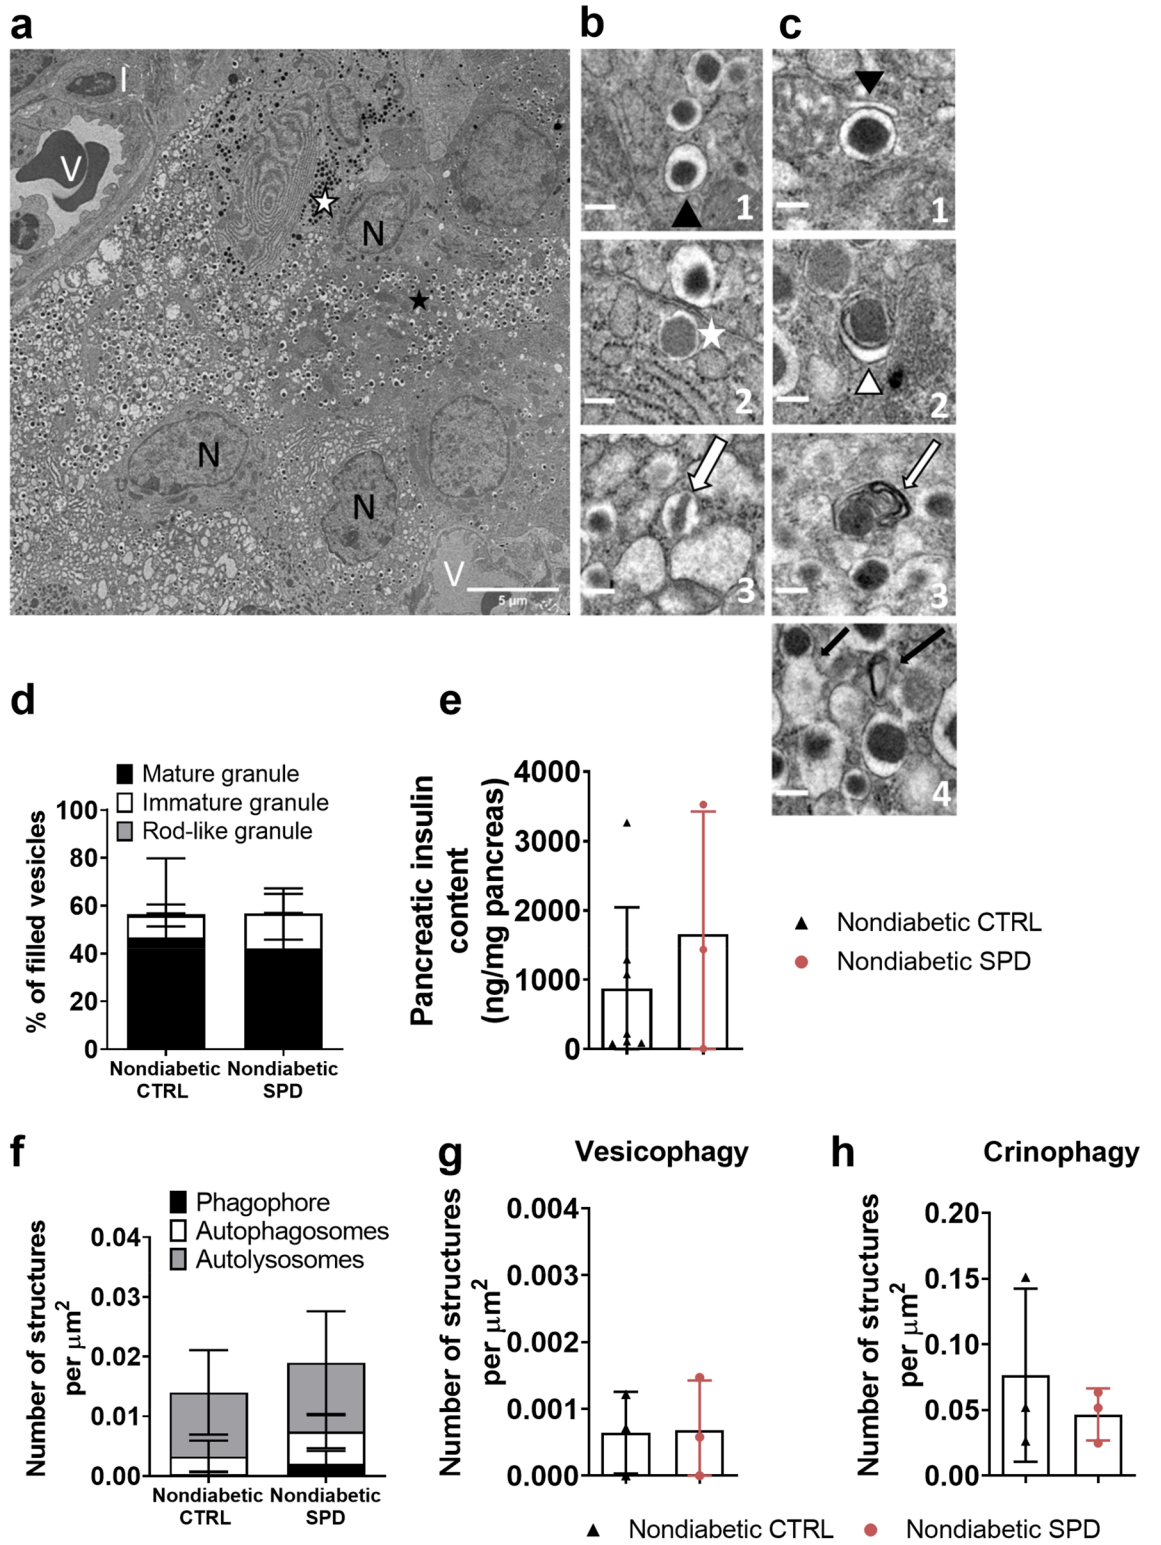 a
b
c
I
V
N
N
N
V
5 µm
1
2
3
1
2
3
4
d
Mature granule
Immature granule
Rod-like granule
% of filled vesicles
100
80
60
40
20
0
Nondiabetic CTRL
Nondiabetic SPD
e
Pancreatic insulin
content
(ng/mg pancreas)
4000
3000
2000
1000
0
Nondiabetic CTRL
Nondiabetic SPD
f
Phagophore
Autophagosomes
Autolysosomes
Number of structures
per µm2
0.04
0.03
0.02
0.01
0.00
Nondiabetic CTRL
Nondiabetic SPD
g
Vesicophagy
Number of structures
per µm2
0.004
0.003
0.002
0.001
0.000
h
Crinophagy
Number of structures
per µm2
0.20
0.15
0.10
0.05
0.00
Nondiabetic CTRL
Nondiabetic SPD